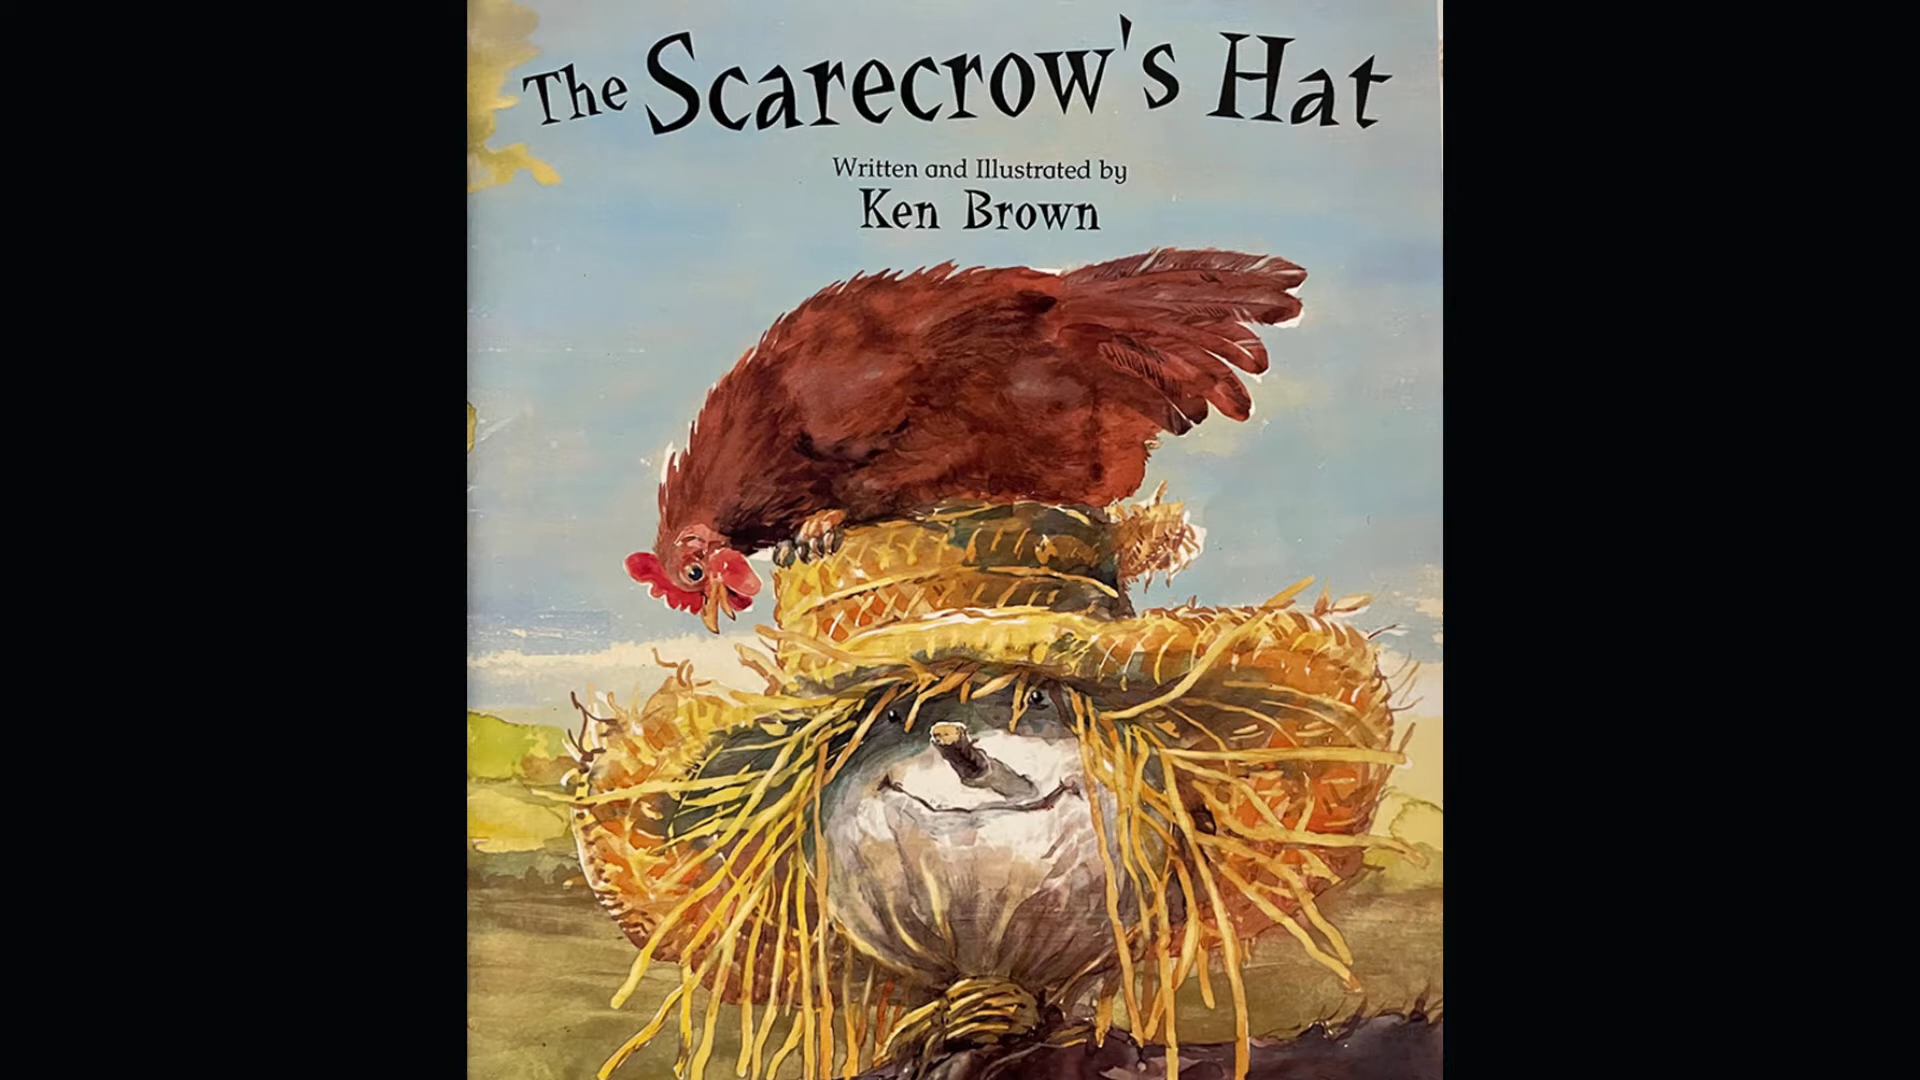 The Scarecrow's Hat
Written and Illustrated by
Ken Brown